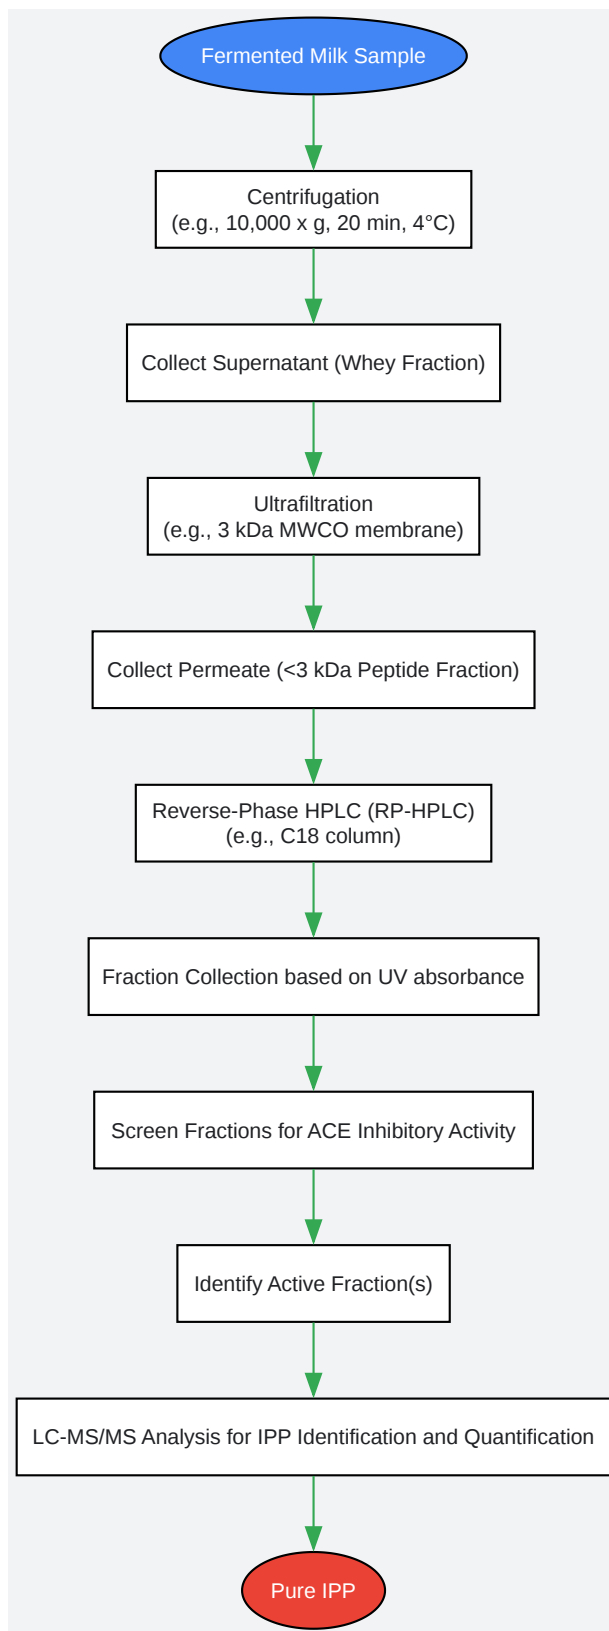 Fermented Milk Sample
Centrifugation
(e.g., 10,000 x g, 20 min, 4°C)
Collect Supernatant (Whey Fraction)
Ultrafiltration
(e.g., 3 kDa MWCO membrane)
Collect Permeate (<3 kDa Peptide Fraction)
Reverse-Phase HPLC (RP-HPLC)
(e.g., C18 column)
Fraction Collection based on UV absorbance
Screen Fractions for ACE Inhibitory Activity
Identify Active Fraction(s)
LC-MS/MS Analysis for IPP Identification and Quantification
Pure IPP